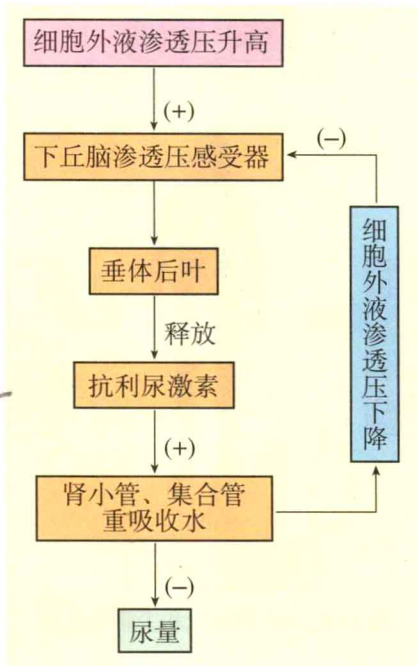 细胞外液渗透压升高
(+)
(−)
下丘脑渗透压感受器
垂体后叶
释放
抗利尿激素
(+)
肾小管、集合管
重吸收水
(−)
尿量
细胞外液渗透压下降